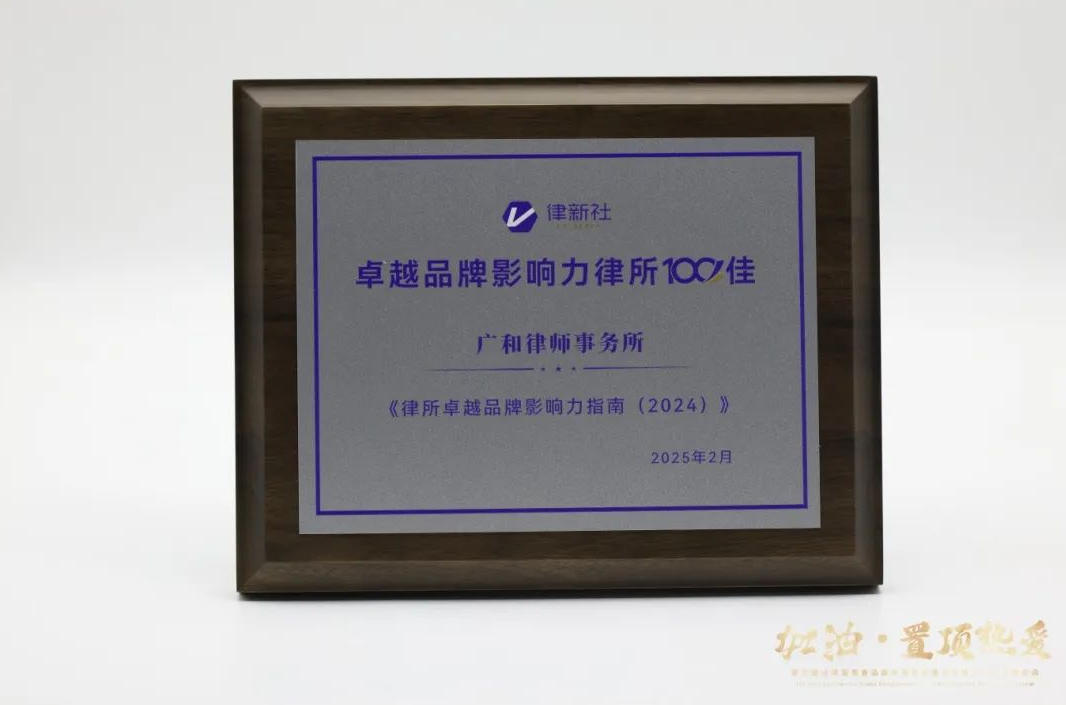 律新社
卓越品牌影响力律所100佳
广和律师事务所
《律所卓越品牌影响力指南（2024）》
2025年2月
加油·置顶热爱